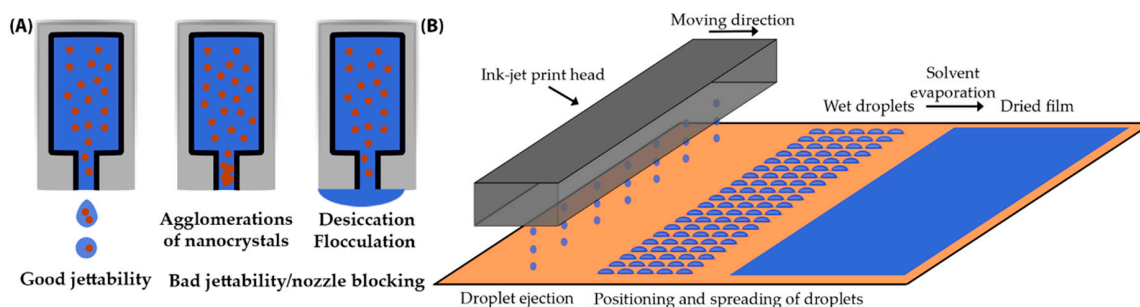 (A)
Agglomerations
of nanocrystals
Desiccation
Flocculation
Good jettability
Bad jettability/nozzle blocking
(B)
Moving direction
Ink-jet print head
Solvent
evaporation
Wet droplets
Dried film
Droplet ejection
Positioning and spreading of droplets